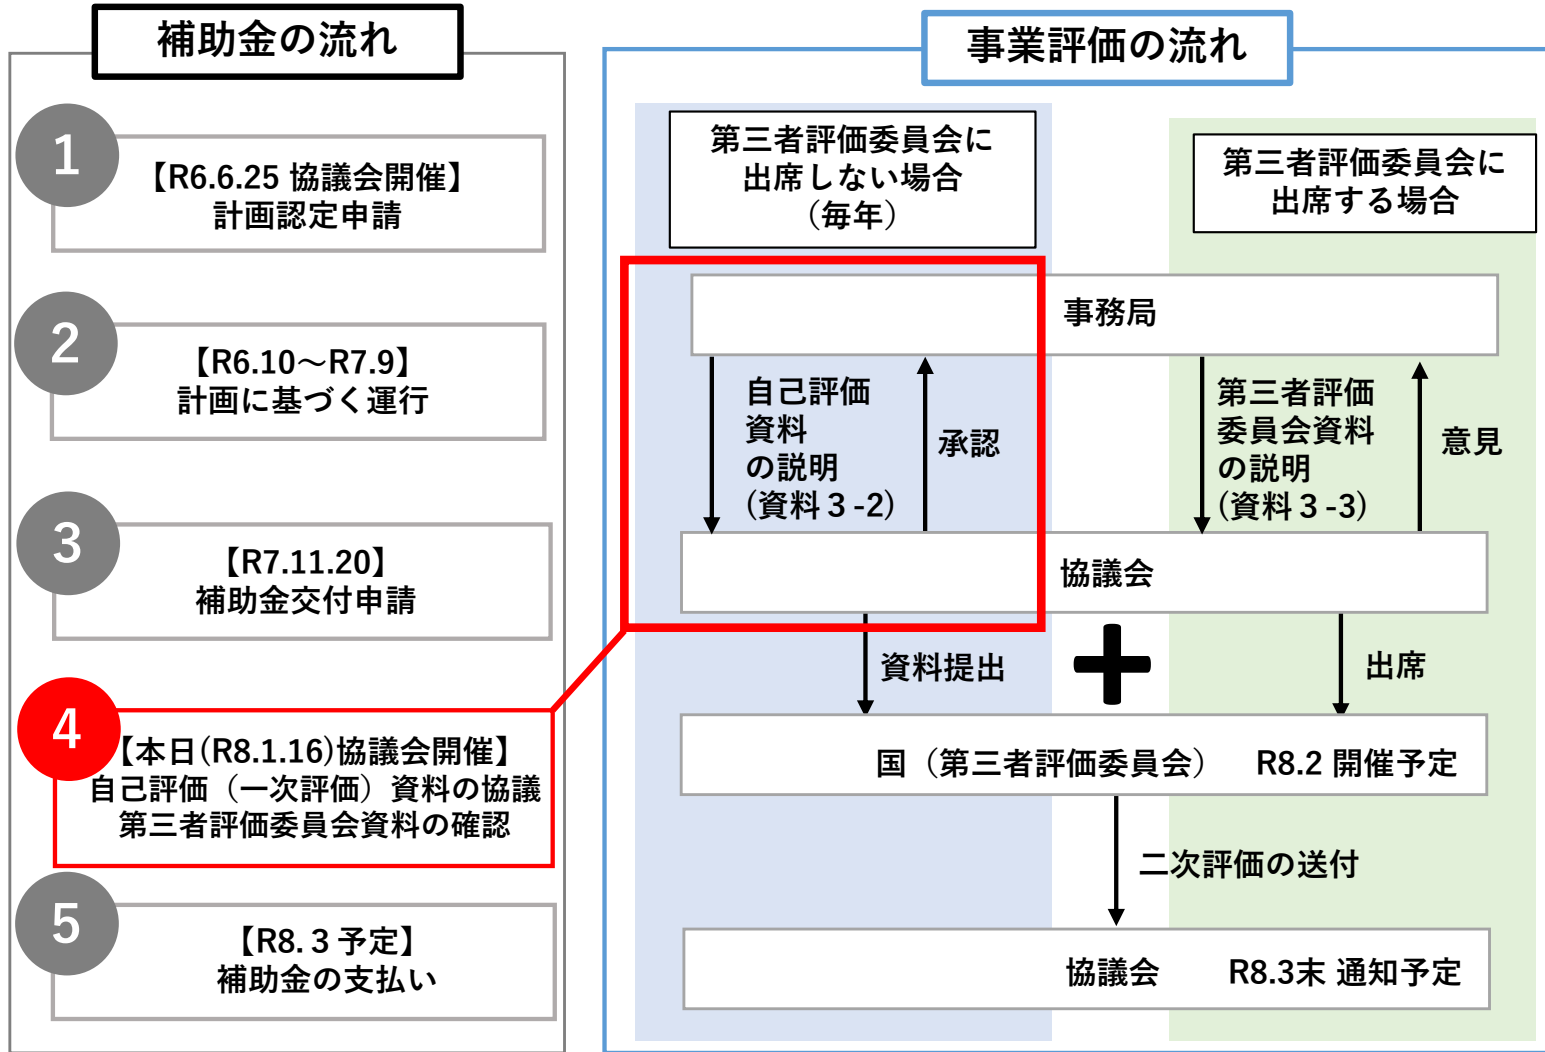 補助金の流れ
1
【R6.6.25 協議会開催】
計画認定申請
2
【R6.10～R7.9】
計画に基づく運行
3
【R7.11.20】
補助金交付申請
4
【本日(R8.1.16)協議会開催】
自己評価（一次評価）資料の協議
第三者評価委員会資料の確認
5
【R8.３予定】
補助金の支払い
事業評価の流れ
第三者評価委員会に
出席しない場合
（毎年）
第三者評価委員会に
出席する場合
事務局
自己評価
資料
の説明
(資料３-2)
承認
第三者評価
委員会資料
の説明
(資料３-3)
意見
協議会
資料提出
出席
国（第三者評価委員会） R8.2 開催予定
二次評価の送付
協議会 R8.3末 通知予定